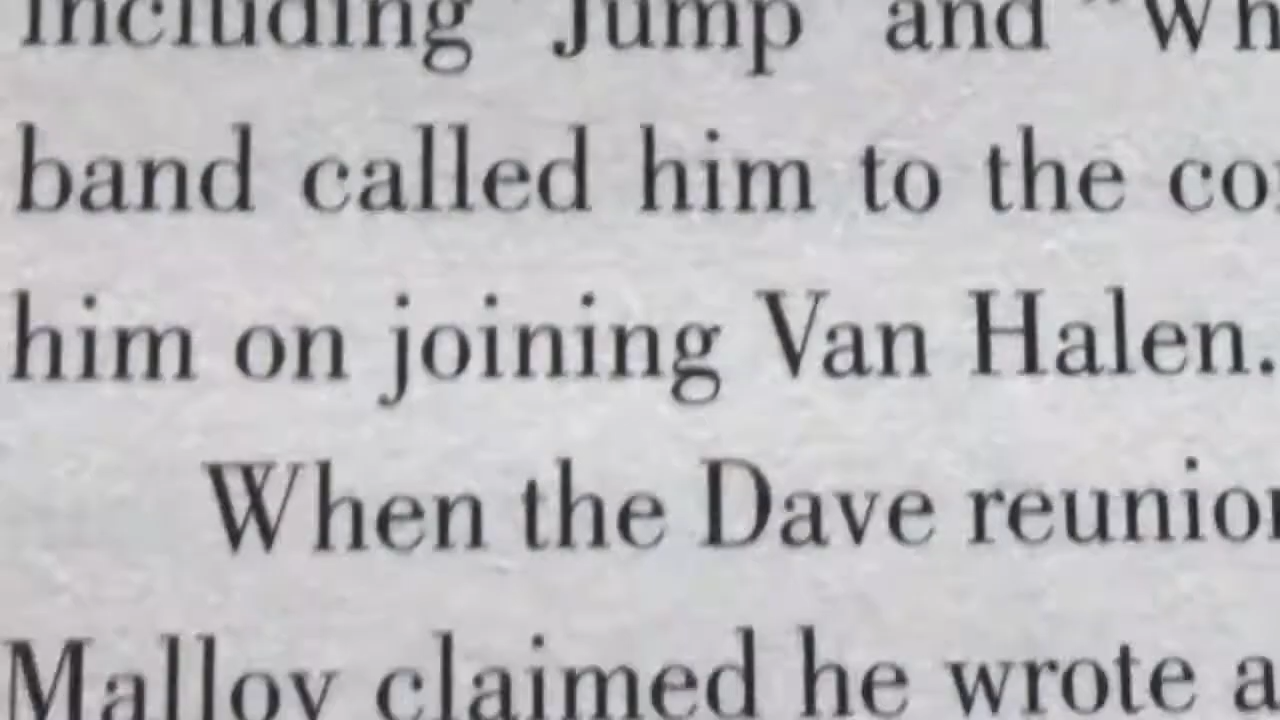 including "Jump" and "Wh
band called him to the co
him on joining Van Halen.
When the Dave reunion
Malloy claimed he wrote a